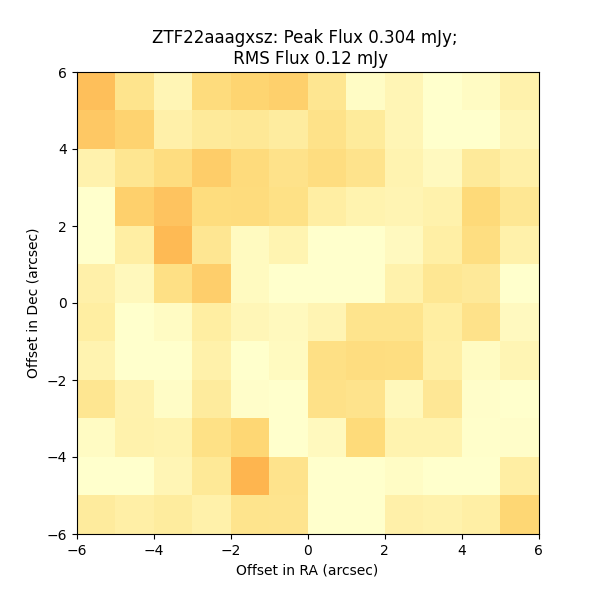 ZTF22aaagxsz: Peak Flux 0.304 mJy;
RMS Flux 0.12 mJy
6
4
2
0
−2
−4
−6
Offset in Dec (arcsec)
−6 −4 −2 0 2 4 6
Offset in RA (arcsec)